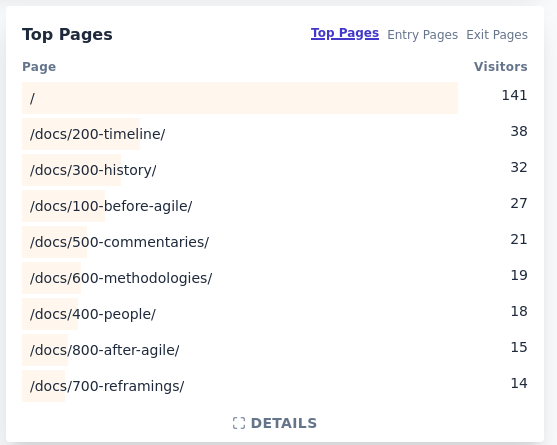 Top Pages Top Pages Entry Pages Exit Pages
Page Visitors
/ 141
/docs/200-timeline/ 38
/docs/300-history/ 32
/docs/100-before-agile/ 27
/docs/500-commentaries/ 21
/docs/600-methodologies/ 19
/docs/400-people/ 18
/docs/800-after-agile/ 15
/docs/700-reframings/ 14
DETAILS